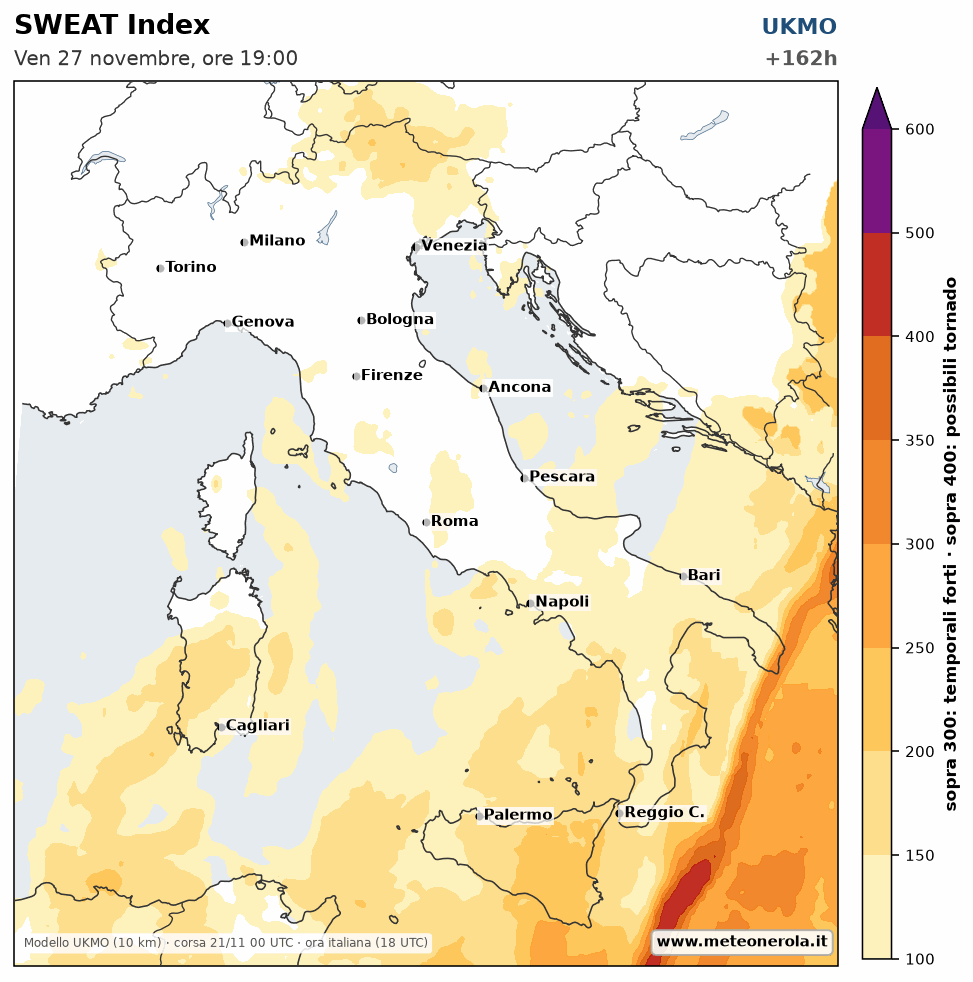 SWEAT Index
UKMO
Ven 27 novembre, ore 19:00
+162h
Milano
Venezia
Torino
Genova
Bologna
Firenze
Ancona
Pescara
Roma
Bari
Napoli
Cagliari
Palermo
Reggio C.
Modello UKMO (10 km) · corsa 21/11 00 UTC · ora italiana (18 UTC)
www.meteonerola.it
600
500
400
350
300
250
200
150
100
sopra 300: temporali forti · sopra 400: possibili tornado